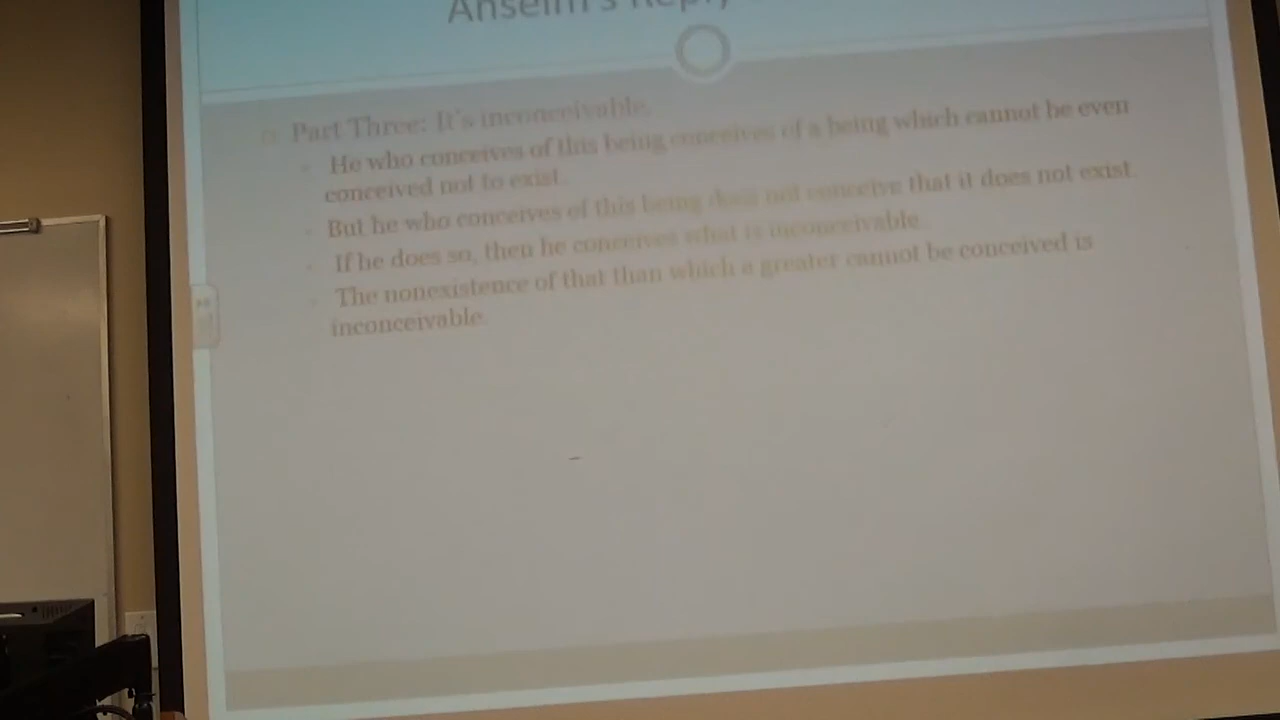 Anselm's Reply
Part Three: It's inconceivable.
He who conceives of this being conceives of a being which cannot be even
conceived not to exist.
But he who conceives of this being does not conceive that it does not exist.
If he does so, then he conceives what is inconceivable.
The nonexistence of that than which a greater cannot be conceived is
inconceivable.